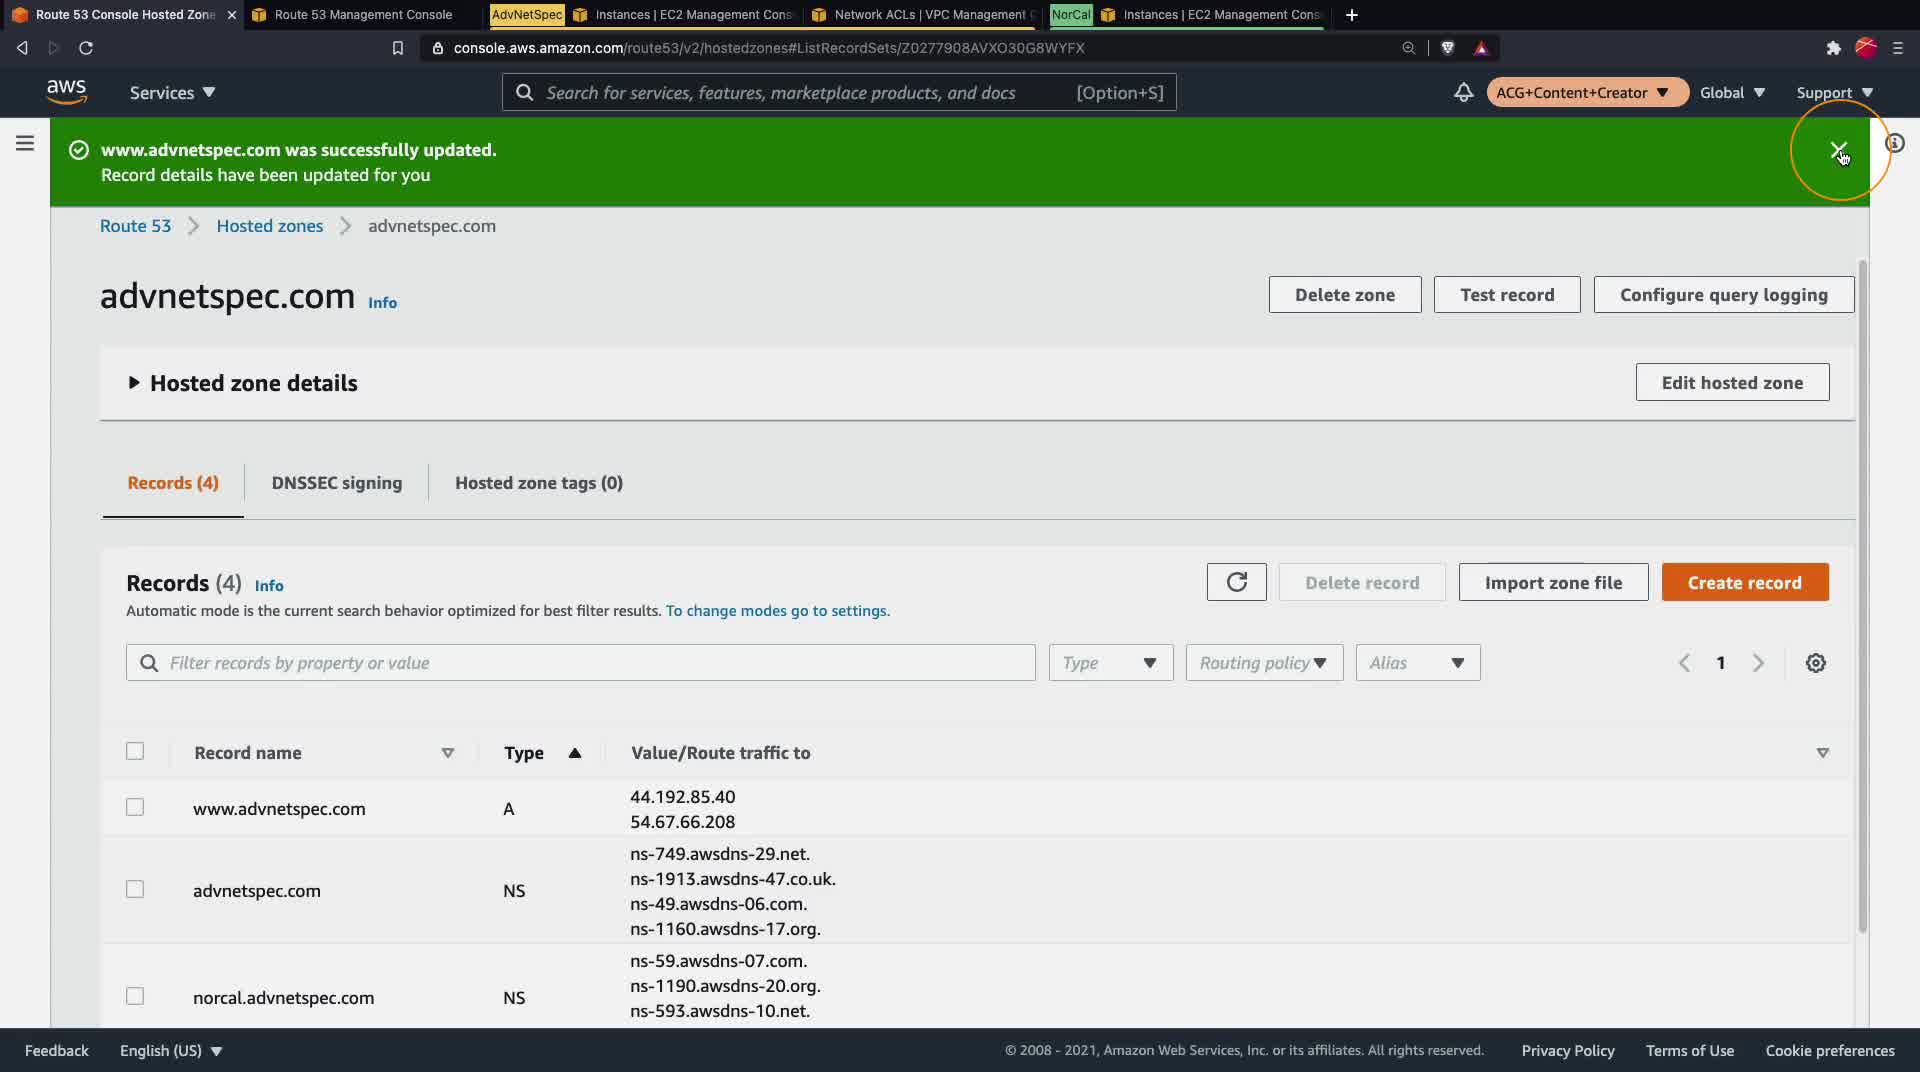 Route 53 Console Hosted Zone
Route 53 Management Console
AdvNetSpec
Instances | EC2 Management Cons
Network ACLs | VPC Management
NorCal
Instances | EC2 Management Cons
console.aws.amazon.com/route53/v2/hostedzones#ListRecordSets/Z0277908AVXO30G8WYFX
aws
Services
Search for services, features, marketplace products, and docs
[Option+S]
ACG+Content+Creator
Global
Support
www.advnetspec.com was successfully updated.
Record details have been updated for you
Route 53
Hosted zones
advnetspec.com
advnetspec.com
Info
Delete zone
Test record
Configure query logging
Hosted zone details
Edit hosted zone
Records (4)
DNSSEC signing
Hosted zone tags (0)
Records (4)
Info
Delete record
Import zone file
Create record
Automatic mode is the current search behavior optimized for best filter results. To change modes go to settings.
Filter records by property or value
Type
Routing policy
Alias
1
Record name
Type
Value/Route traffic to
www.advnetspec.com
A
44.192.85.40
54.67.66.208
advnetspec.com
NS
ns-749.awsdns-29.net.
ns-1913.awsdns-47.co.uk.
ns-49.awsdns-06.com.
ns-1160.awsdns-17.org.
norcal.advnetspec.com
NS
ns-59.awsdns-07.com.
ns-1190.awsdns-20.org.
ns-593.awsdns-10.net.
Feedback
English (US)
© 2008 - 2021, Amazon Web Services, Inc. or its affiliates. All rights reserved.
Privacy Policy
Terms of Use
Cookie preferences